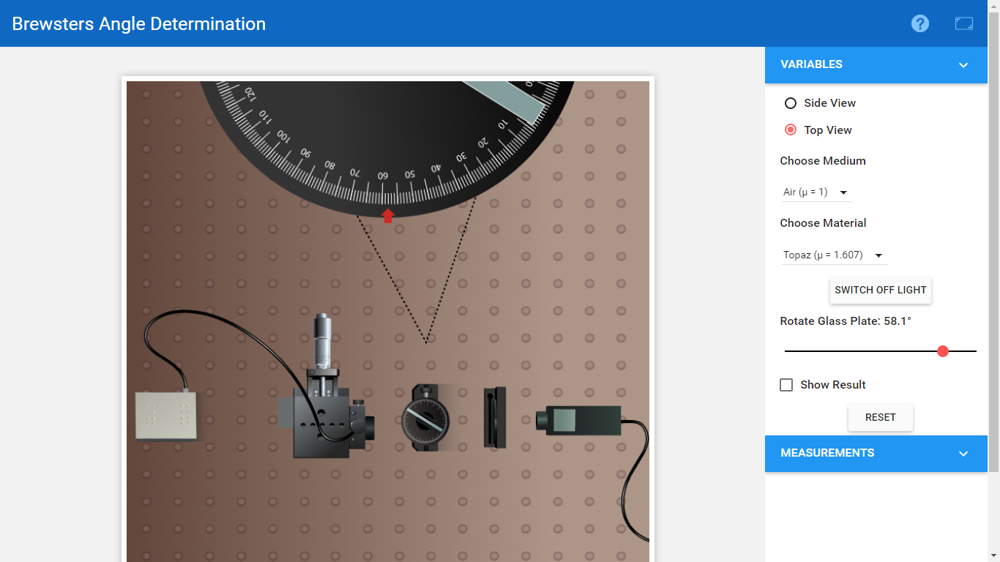 Brewsters Angle Determination
?
VARIABLES
Side View
Top View
Choose Medium
Air (μ = 1)
Choose Material
Topaz (μ = 1.607)
SWITCH OFF LIGHT
Rotate Glass Plate: 58.1°
Show Result
RESET
MEASUREMENTS
120
110
100
90
80
70
60
50
40
30
20
10
0